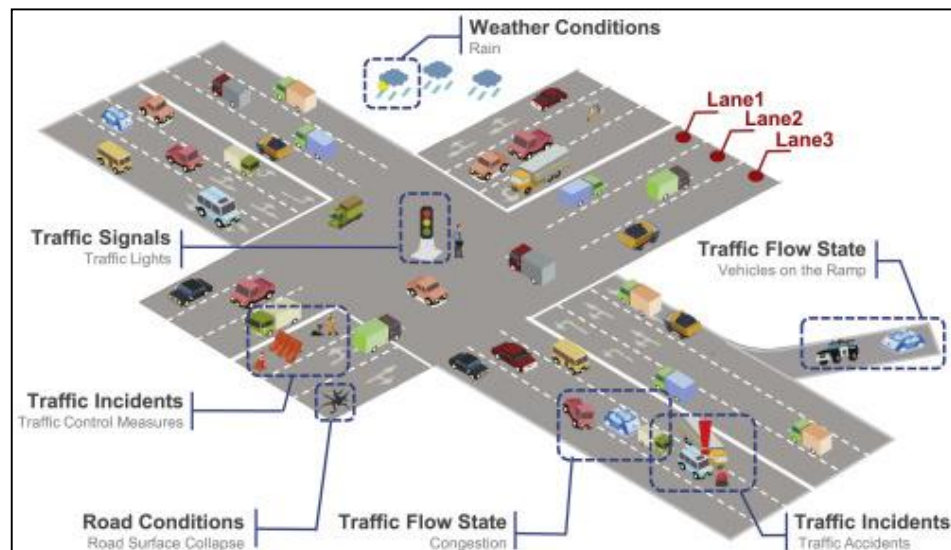 Weather Conditions
Rain
Lane1
Lane2
Lane3
Traffic Signals
Traffic Lights
Traffic Flow State
Vehicles on the Ramp
Traffic Incidents
Traffic Control Measures
Road Conditions
Road Surface Collapse
Traffic Flow State
Congestion
Traffic Incidents
Traffic Accidents